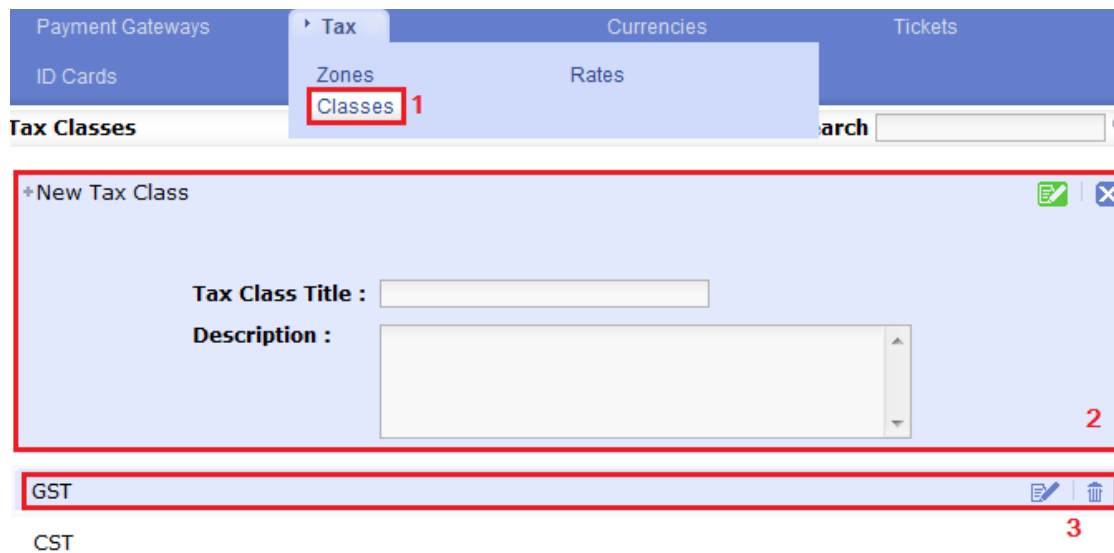 Payment Gateways Tax Currencies Tickets
ID Cards Zones Rates
Classes 1
Tax Classes arch
New Tax Class
Tax Class Title :
Description :
2
GST
3
CST